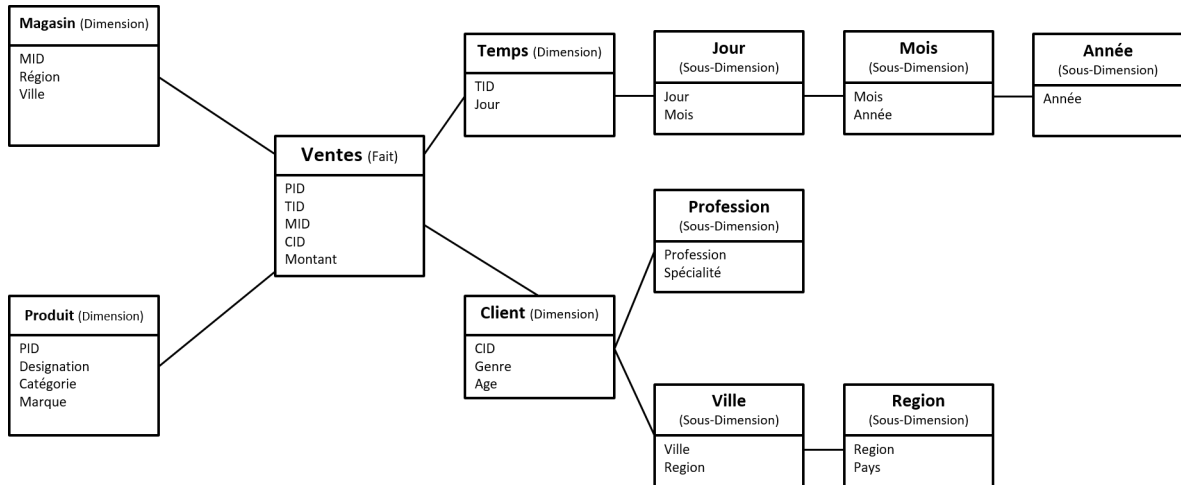 Magasin (Dimension)
MID
Région
Ville
Ventes (Fait)
PID
TID
MID
CID
Montant
Produit (Dimension)
PID
Designation
Catégorie
Marque
Temps (Dimension)
TID
Jour
Jour
(Sous-Dimension)
Jour
Mois
Mois
(Sous-Dimension)
Mois
Année
Année
(Sous-Dimension)
Année
Client (Dimension)
CID
Genre
Age
Profession
(Sous-Dimension)
Profession
Spécialité
Ville
(Sous-Dimension)
Ville
Region
Region
(Sous-Dimension)
Region
Pays